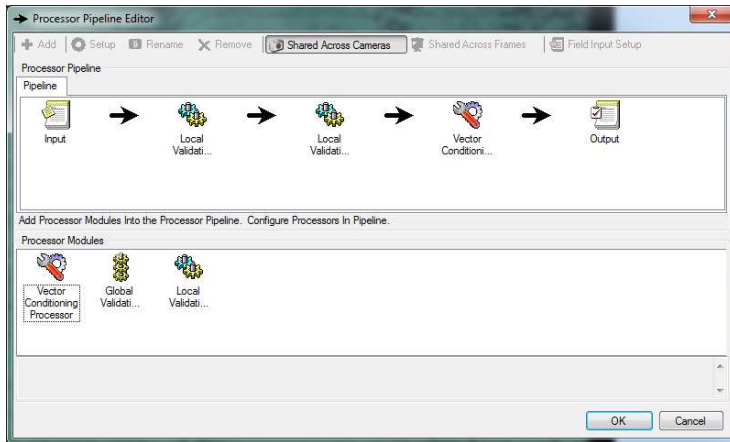 Processor Pipeline Editor
Add Setup Rename Remove Shared Across Cameras Shared Across Frames Field Input Setup
Processor Pipeline
Pipeline
Input Local Validati... Local Validati... Vector Conditioni... Output
Add Processor Modules Into the Processor Pipeline. Configure Processors In Pipeline.
Processor Modules
Vector Conditioning Processor Global Validati... Local Validati...
OK Cancel